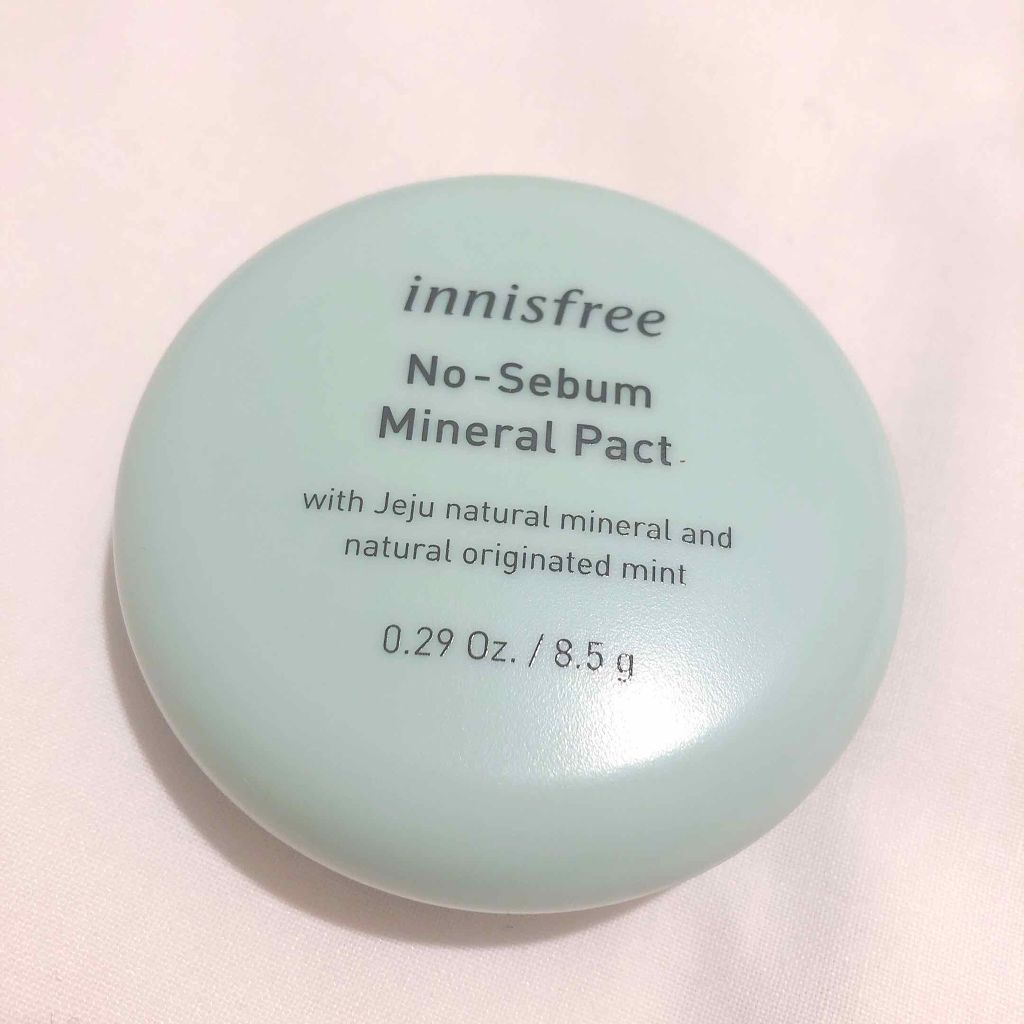 innisfree
No-Sebum
Mineral Pact
with Jeju natural mineral and
natural originated mint
0.29 Oz. / 8.5 g